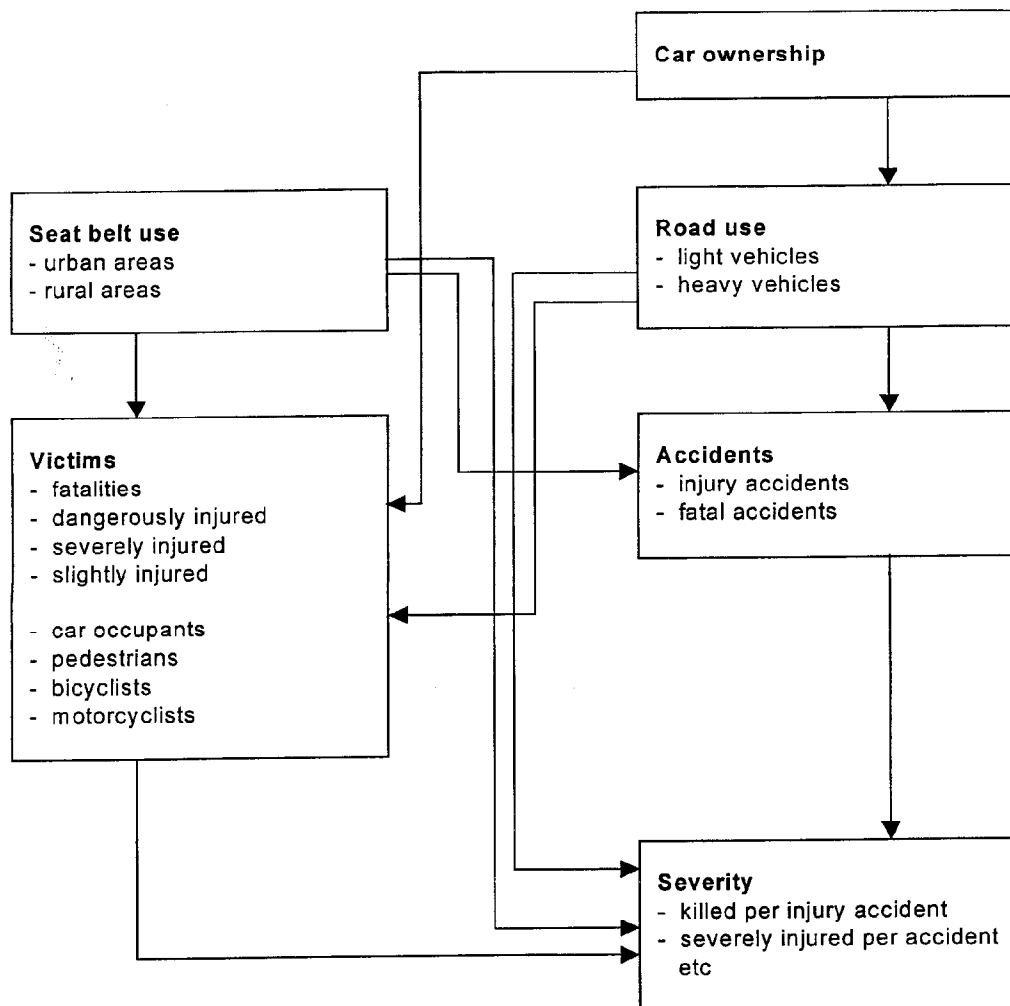 Car ownership
Seat belt use
- urban areas
- rural areas
Road use
- light vehicles
- heavy vehicles
Victims
- fatalities
- dangerously injured
- severely injured
- slightly injured
- car occupants
- pedestrians
- bicyclists
- motorcyclists
Accidents
- injury accidents
- fatal accidents
Severity
- killed per injury accident
- severely injured per accident
etc